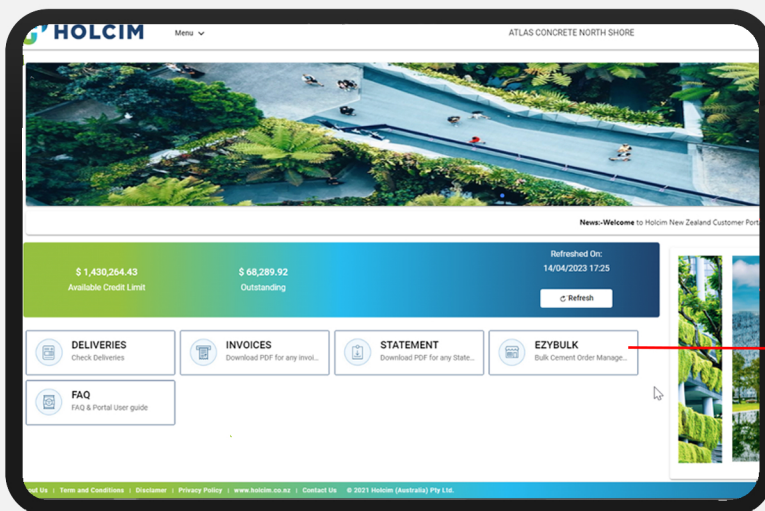 HOLCIM
Menu
ATLAS CONCRETE NORTH SHORE
News:-Welcome to Holcim New Zealand Customer
$ 1,430,264.43
Available Credit Limit
$ 68,289.92
Outstanding
Refreshed On:
14/04/2023 17:25
Refresh
DELIVERIES
Check Deliveries
INVOICES
Download PDF for any Invoi...
STATEMENT
Download PDF for any State...
EZYBULK
Bulk Cement Order Manage...
FAQ
FAQ & Portal User guide
Us | Term and Conditions | Disclamer | Privacy Policy | www.holcim.co.nz | Contact Us © 2021 Holcim (Australia) Pty Ltd.